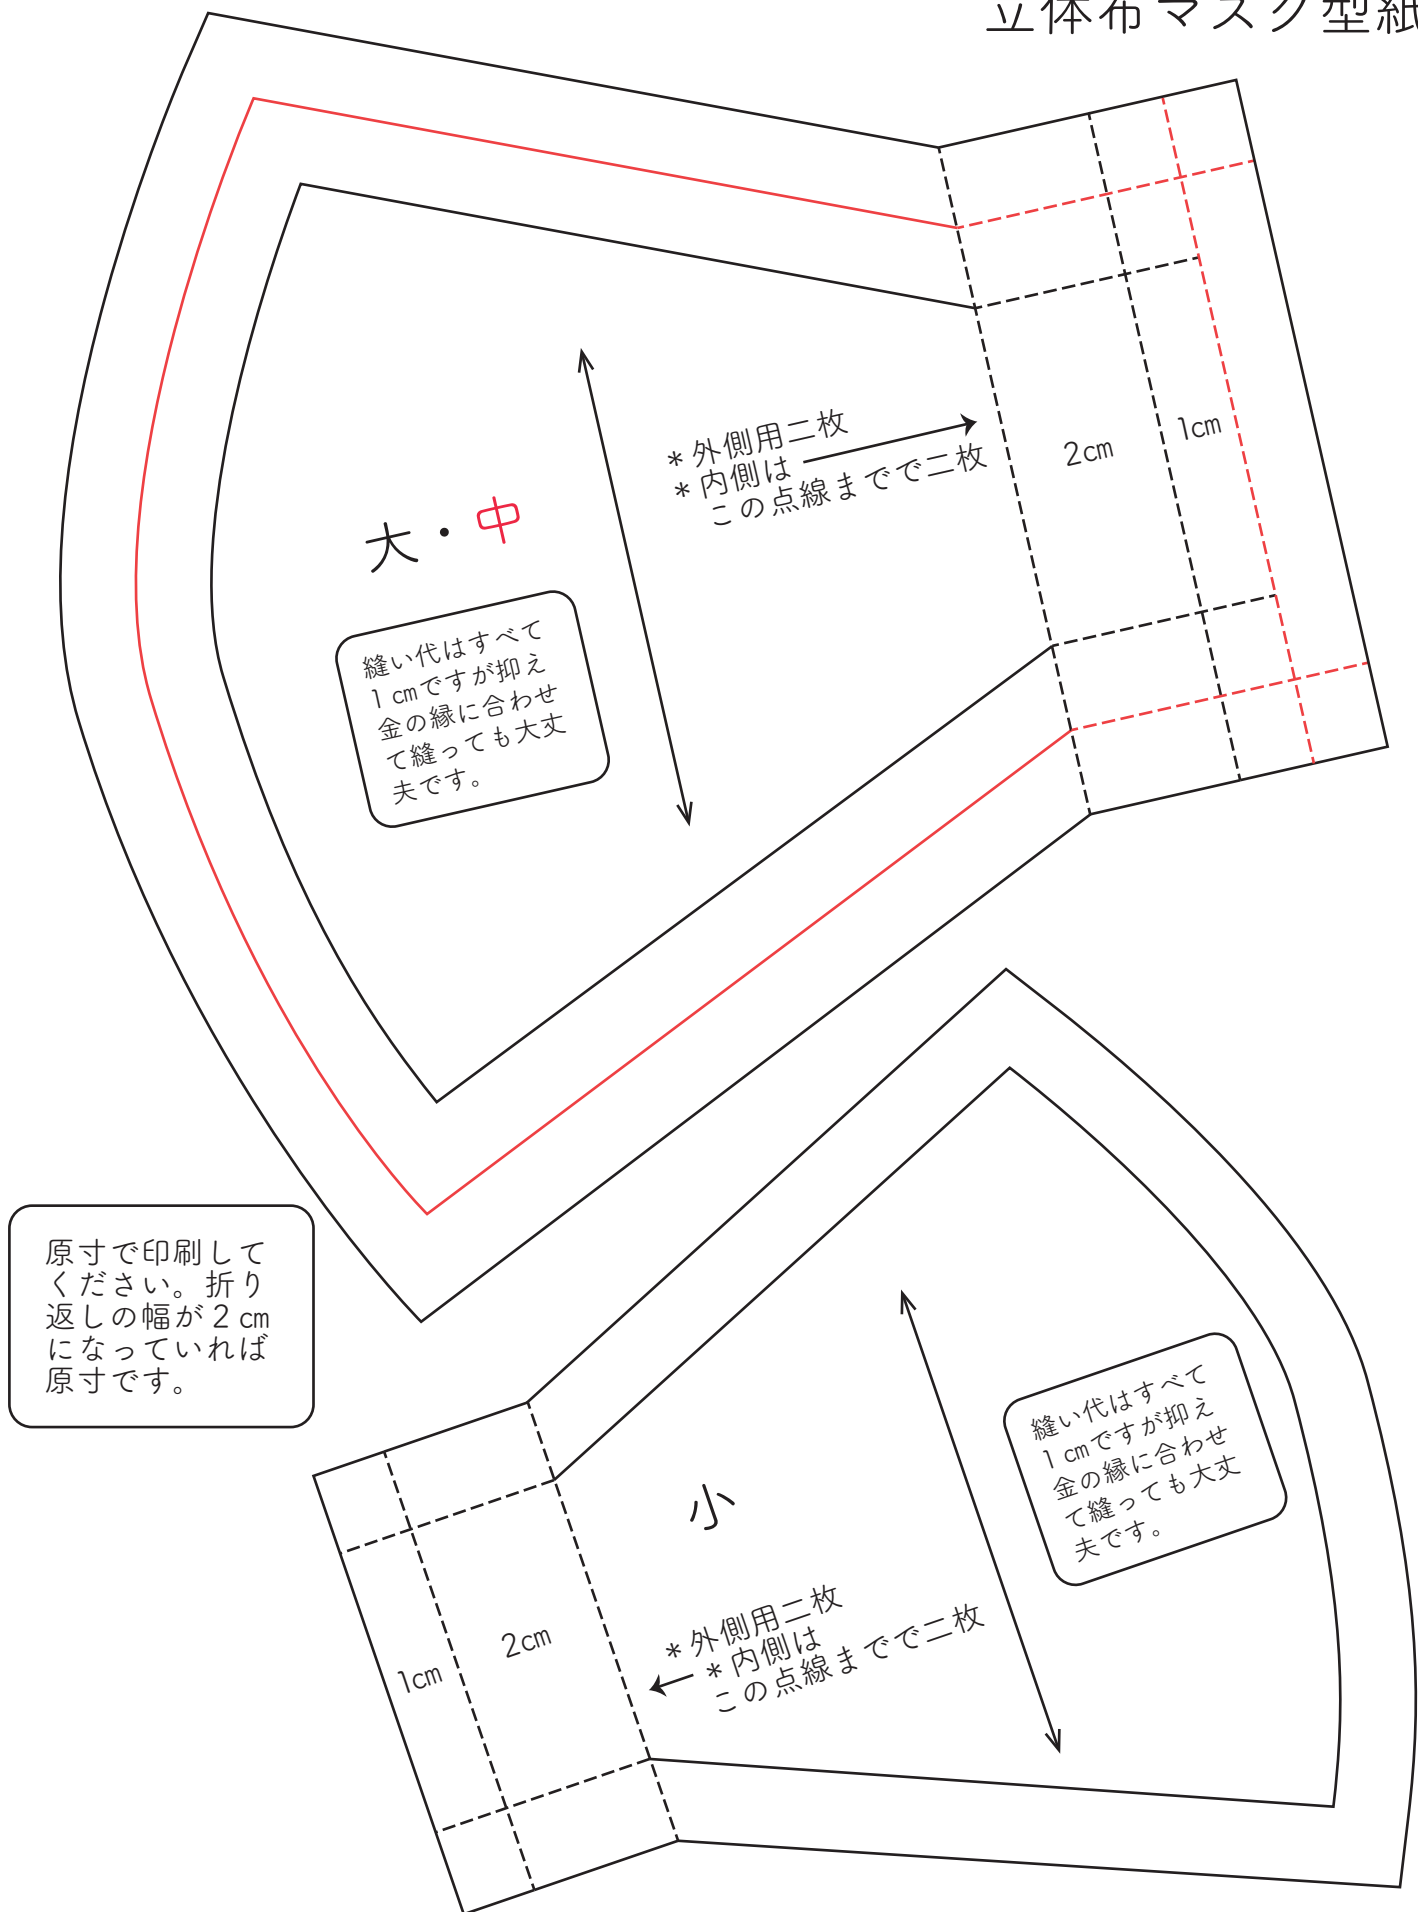 立体布マスク型紙
＊外側用二枚
＊内側は
この点線までで二枚
2cm
1cm
大・中
縫い代はすべて
1cmですが抑え
金の縁に合わせ
て縫っても大丈
夫です。
原寸で印刷して
ください。折り
返しの幅が２cm
になっていれば
原寸です。
縫い代はすべて
1cmですが抑え
金の縁に合わせ
て縫っても大丈
夫です。
小
＊外側用二枚
＊内側は
この点線までで二枚
2cm
1cm